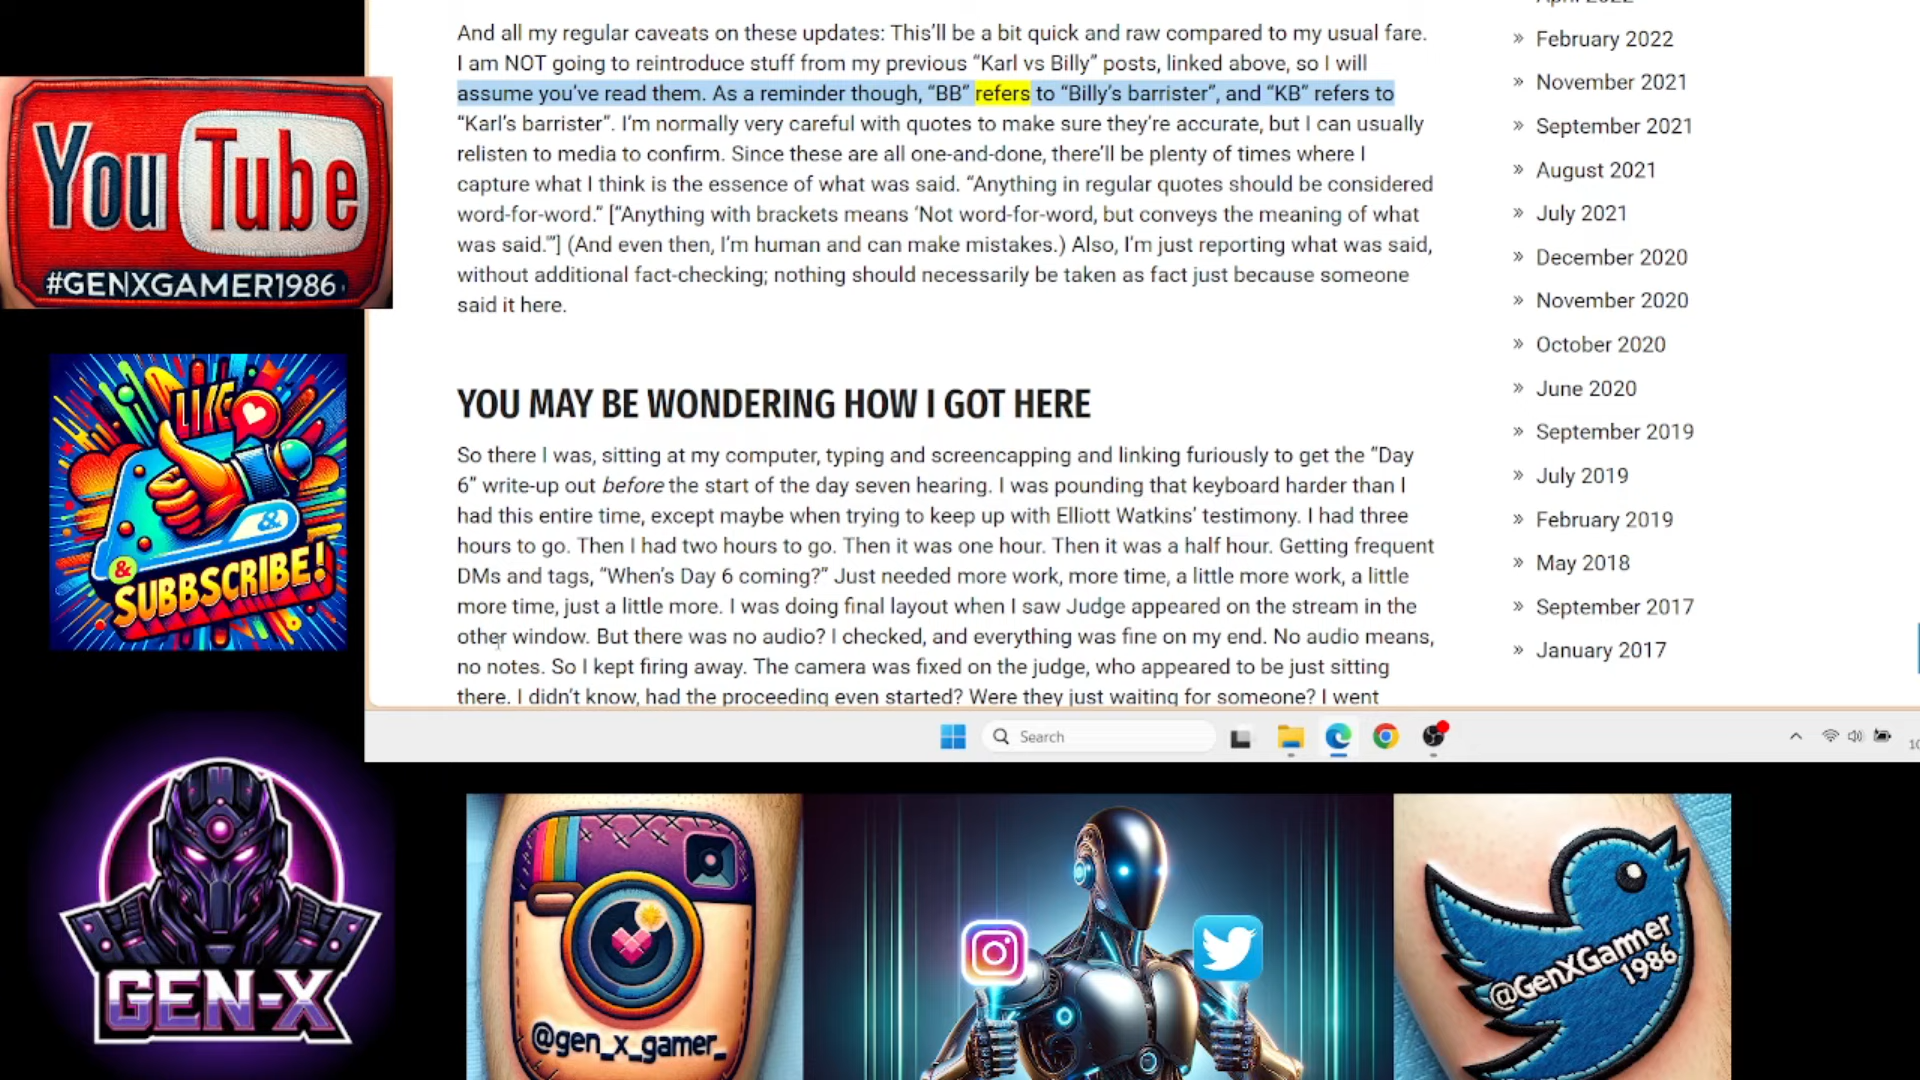 And all my regular caveats on these updates: This'll be a bit quick and raw compared to my usual fare.
I am NOT going to reintroduce stuff from my previous “Karl vs Billy” posts, linked above, so I will
assume you've read them. As a reminder though, “BB” refers to “Billy's barrister”, and “KB” refers to
“Karl's barrister”. I'm normally very careful with quotes to make sure they're accurate, but I can usually
relisten to media to confirm. Since these are all one-and-done, there'll be plenty of times where I
capture what I think is the essence of what was said. “Anything in regular quotes should be considered
word-for-word.” [“Anything with brackets means ‘Not word-for-word, but conveys the meaning of what
was said.’”] (And even then, I'm human and can make mistakes.) Also, I'm just reporting what was said,
without additional fact-checking; nothing should necessarily be taken as fact just because someone
said it here.
YOU MAY BE WONDERING HOW I GOT HERE
So there I was, sitting at my computer, typing and screencapping and linking furiously to get the “Day
6” write-up out before the start of the day seven hearing. I was pounding that keyboard harder than I
had this entire time, except maybe when trying to keep up with Elliott Watkins' testimony. I had three
hours to go. Then I had two hours to go. Then it was one hour. Then it was a half hour. Getting frequent
DMs and tags, “When's Day 6 coming?” Just needed more work, more time, a little more work, a little
more time, just a little more. I was doing final layout when I saw Judge appeared on the stream in the
other window. But there was no audio? I checked, and everything was fine on my end. No audio means,
no notes. So I kept firing away. The camera was fixed on the judge, who appeared to be just sitting
there. I didn't know, had the proceeding even started? Were they just waiting for someone? I went
April 2022
» February 2022
» November 2021
» September 2021
» August 2021
» July 2021
» December 2020
» November 2020
» October 2020
» June 2020
» September 2019
» July 2019
» February 2019
» May 2018
» September 2017
» January 2017
You Tube
#GENXGAMER1986
LIKE
&
& SUBBSCRIBE!
GEN-X
Search
10
@gen_x_gamer_
@GenXGamer
1986